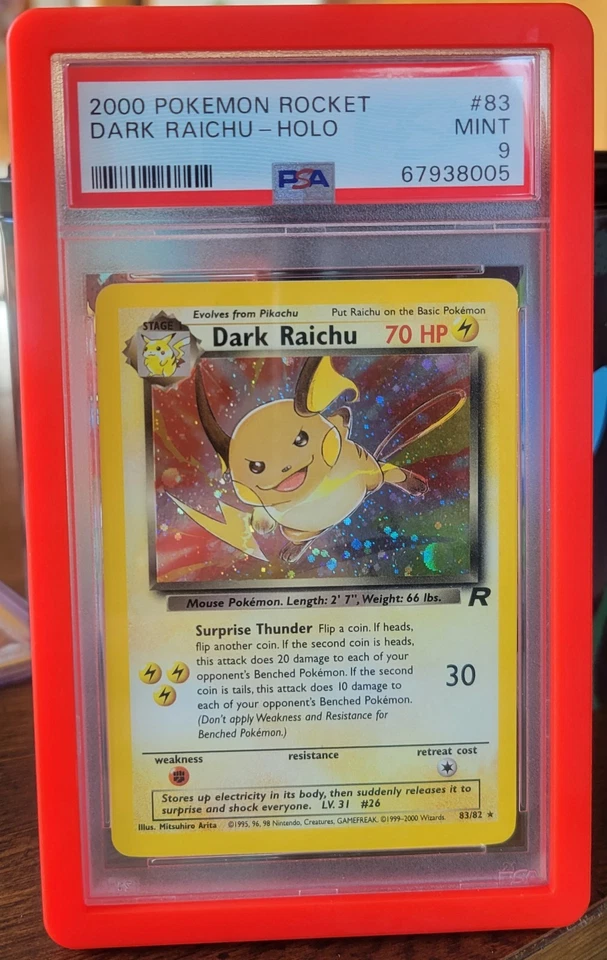 2000 POKEMON ROCKET #83
DARK RAICHU - HOLO MINT
9
PSA 67938005
Evolves from Pikachu Put Raichu on the Basic Pokémon
STAGE 1
Dark Raichu 70 HP
Mouse Pokémon. Length: 2' 7", Weight: 66 lbs.
R
Surprise Thunder Flip a coin. If heads,
flip another coin. If the second coin is heads,
this attack does 20 damage to each of your
opponent's Benched Pokémon. If the second
coin is tails, this attack does 10 damage to
each of your opponent's Benched Pokémon.
(Don't apply Weakness and Resistance for
Benched Pokémon.)
30
weakness resistance retreat cost
Stores up electricity in its body, then suddenly releases it to
surprise and shock everyone. LV. 31 #26
Illus. Mitsuhiro Arita ©1995, 96, 98 Nintendo, Creatures, GAMEFREAK. ©1999-2000 Wizards. 83/82 ★